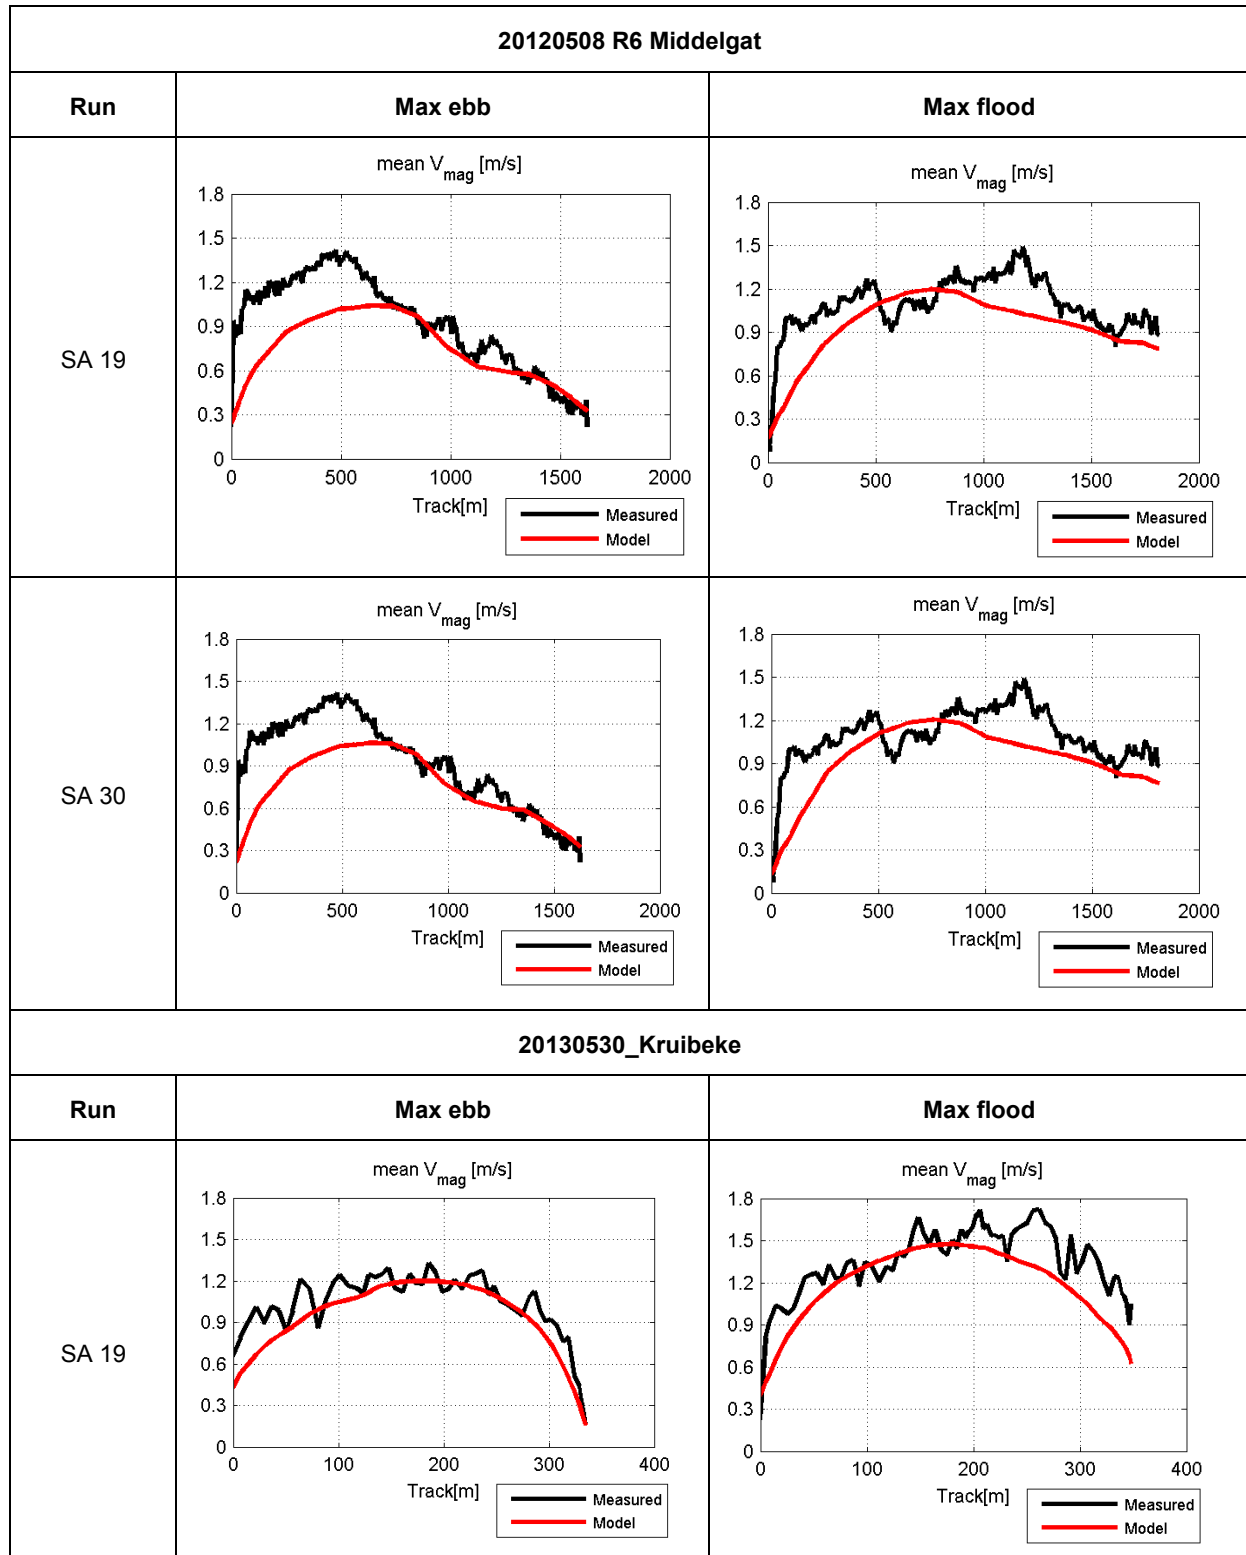 20120508 R6 Middelgat
Run Max ebb Max flood
SA 19
mean Vmag [m/s]
1.8
1.5
1.2
0.9
0.6
0.3
0
0 500 1000 1500 2000
Track[m]
Measured
Model
mean Vmag [m/s]
1.8
1.5
1.2
0.9
0.6
0.3
0
0 500 1000 1500 2000
Track[m]
Measured
Model
SA 30
mean Vmag [m/s]
1.8
1.5
1.2
0.9
0.6
0.3
0
0 500 1000 1500 2000
Track[m]
Measured
Model
mean Vmag [m/s]
1.8
1.5
1.2
0.9
0.6
0.3
0
0 500 1000 1500 2000
Track[m]
Measured
Model
20130530_Kruibeke
Run Max ebb Max flood
SA 19
mean Vmag [m/s]
1.8
1.5
1.2
0.9
0.6
0.3
0
0 100 200 300 400
Track[m]
Measured
Model
mean Vmag [m/s]
1.8
1.5
1.2
0.9
0.6
0.3
0
0 100 200 300 400
Track[m]
Measured
Model